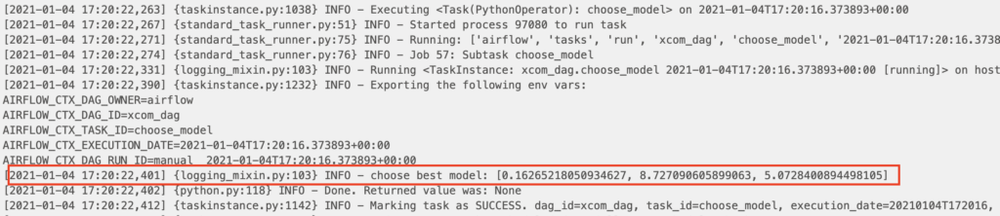 [2021-01-04 17:20:22,263] {taskinstance.py:1038} INFO - Executing <Task(PythonOperator): choose_model> on 2021-01-04T17:20:16.373893+00:00
[2021-01-04 17:20:22,267] {standard_task_runner.py:51} INFO - Started process 97080 to run task
[2021-01-04 17:20:22,271] {standard_task_runner.py:75} INFO - Running: ['airflow', 'tasks', 'run', 'xcom_dag', 'choose_model', '2021-01-04T17:20:16.3738
[2021-01-04 17:20:22,274] {standard_task_runner.py:76} INFO - Job 57: Subtask choose_model
[2021-01-04 17:20:22,331] {logging_mixin.py:103} INFO - Running <TaskInstance: xcom_dag.choose_model 2021-01-04T17:20:16.373893+00:00 [running]> on host
[2021-01-04 17:20:22,390] {taskinstance.py:1232} INFO - Exporting the following env vars:
AIRFLOW_CTX_DAG_OWNER=airflow
AIRFLOW_CTX_DAG_ID=xcom_dag
AIRFLOW_CTX_TASK_ID=choose_model
AIRFLOW_CTX_EXECUTION_DATE=2021-01-04T17:20:16.373893+00:00
AIRFLOW_CTX_DAG_RUN_ID=manual__2021-01-04T17:20:16.373893+00:00
[2021-01-04 17:20:22,401] {logging_mixin.py:103} INFO - choose best model: [0.16265218050934627, 8.727090605899063, 5.0728400894498105]
[2021-01-04 17:20:22,402] {python.py:118} INFO - Done. Returned value was: None
[2021-01-04 17:20:22,412] {taskinstance.py:1142} INFO - Marking task as SUCCESS. dag_id=xcom_dag, task_id=choose_model, execution_date=20210104T172016,